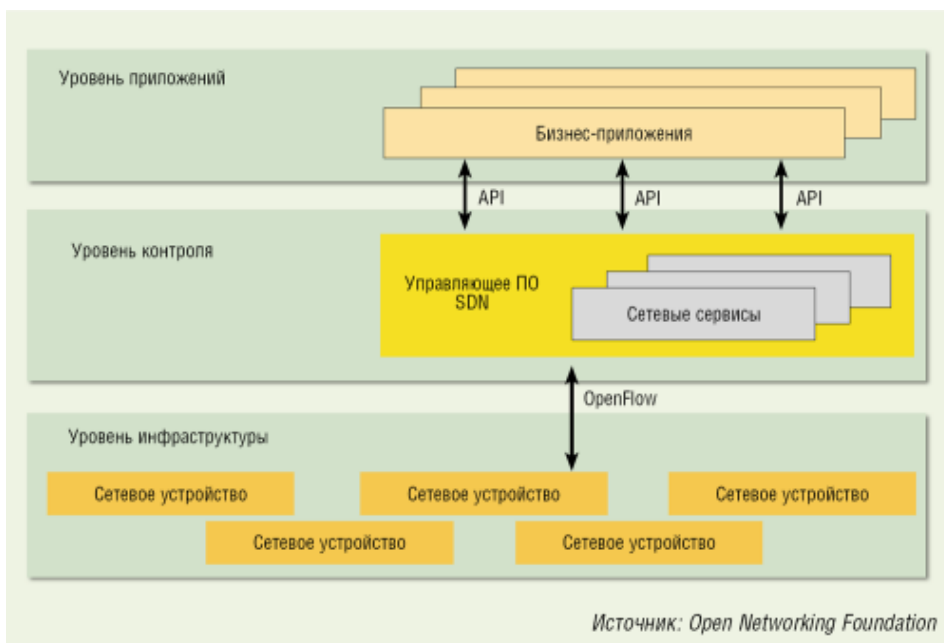 Уровень приложений
Бизнес-приложения
API
API
API
Уровень контроля
Управляющее ПО
SDN
Сетевые сервисы
OpenFlow
Уровень инфраструктуры
Сетевое устройство
Сетевое устройство
Сетевое устройство
Сетевое устройство
Сетевое устройство
Источник: Open Networking Foundation